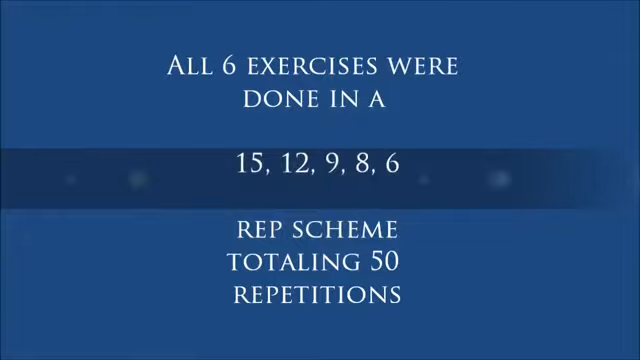 All 6 exercises were
done in a
15, 12, 9, 8, 6
rep scheme
totaling 50
repetitions